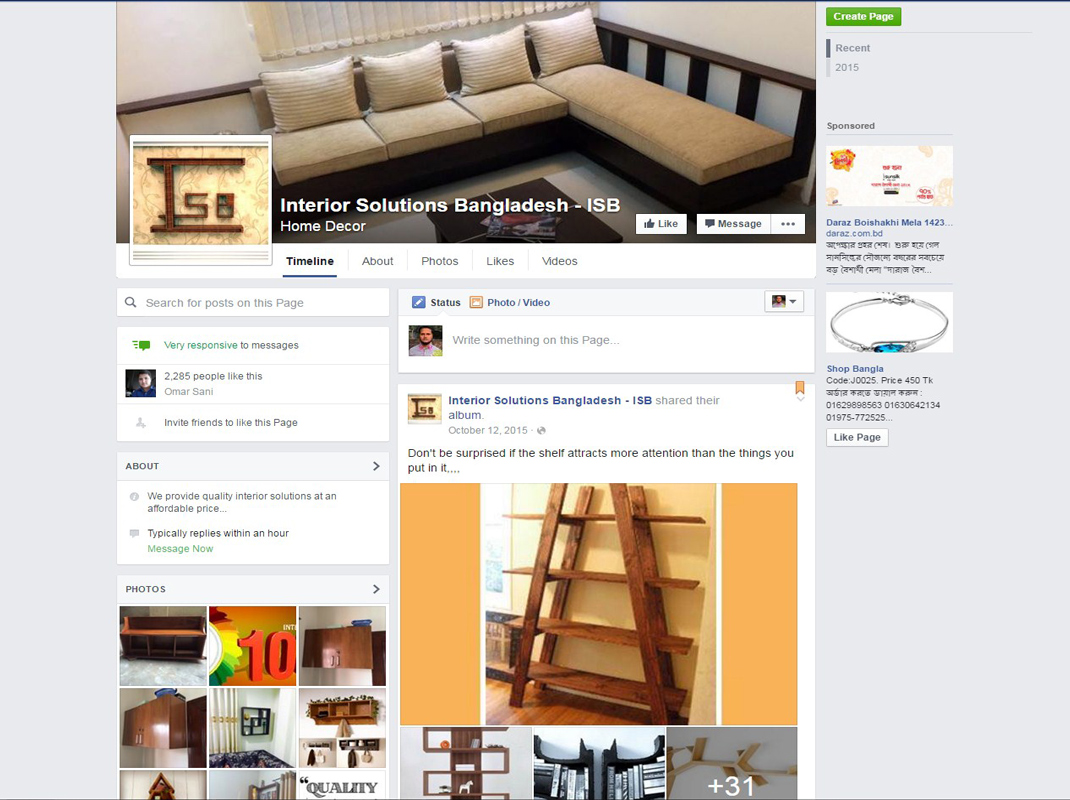 Create Page
Recent
2015
ISB
Interior Solutions Bangladesh - ISB
Home Decor
Like
Message
Timeline
About
Photos
Likes
Videos
Search for posts on this Page
Very responsive to messages
2,285 people like this
Omar Sani
Invite friends to like this Page
ABOUT
We provide quality interior solutions at an
affordable price...
Typically replies within an hour
Message Now
PHOTOS
INT
10
"QUALITY
Status
Photo / Video
Write something on this Page...
ISB
Interior Solutions Bangladesh - ISB shared their
album.
October 12, 2015 ·
Don't be surprised if the shelf attracts more attention than the things you
put in it,,,,
+31
Sponsored
Daraz Boishakhi Mela 1423...
daraz.com.bd
অপেক্ষার প্রহর শেষ। শুরু হয়ে গেল
সানসিল্কের সৌজন্যে বছরের সবচেয়ে
বড় বৈশাখী মেলা "দারাজ বৈশ...
Shop Bangla
Code:J0025. Price 450 Tk
অর্ডার করতে ডায়াল করুন :
01629898563 01630642134
01975-772525...
Like Page